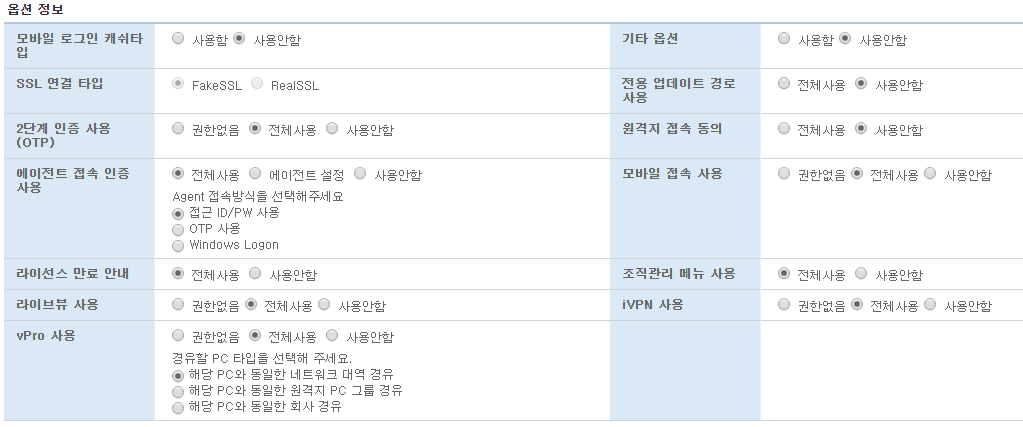 옵션 정보
모바일 로그인 캐쉬타
입
사용함 사용안함
기타 옵션
사용함 사용안함
SSL 연결 타입
FakeSSL RealSSL
전용 업데이트 경로
사용
전체사용 사용안함
2단계 인증 사용
(OTP)
권한없음 전체사용 사용안함
원격지 접속 동의
전체사용 사용안함
에이전트 접속 인증
사용
전체사용 에이전트 설정 사용안함
Agent 접속방식을 선택해주세요
접근 ID/PW 사용
OTP 사용
Windows Logon
모바일 접속 사용
권한없음 전체사용 사용안함
라이선스 만료 안내
전체사용 사용안함
조직관리 메뉴 사용
전체사용 사용안함
라이브뷰 사용
권한없음 전체사용 사용안함
iVPN 사용
권한없음 전체사용 사용안함
vPro 사용
권한없음 전체사용 사용안함
경유할 PC 타입을 선택해 주세요.
해당 PC와 동일한 네트워크 대역 경유
해당 PC와 동일한 원격지 PC 그룹 경유
해당 PC와 동일한 회사 경유